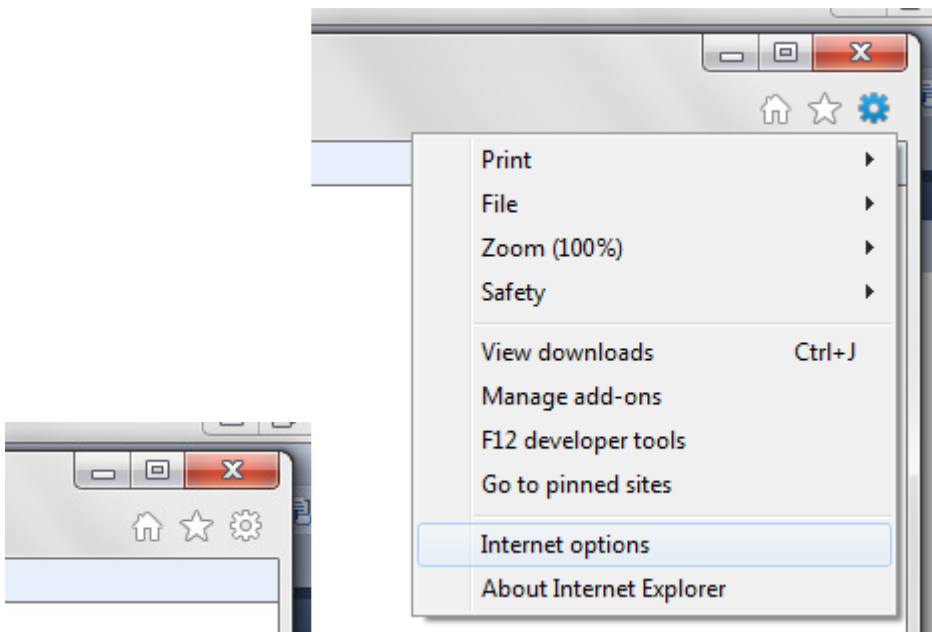 Print
File
Zoom (100%)
Safety
View downloads Ctrl+J
Manage add-ons
F12 developer tools
Go to pinned sites
Internet options
About Internet Explorer